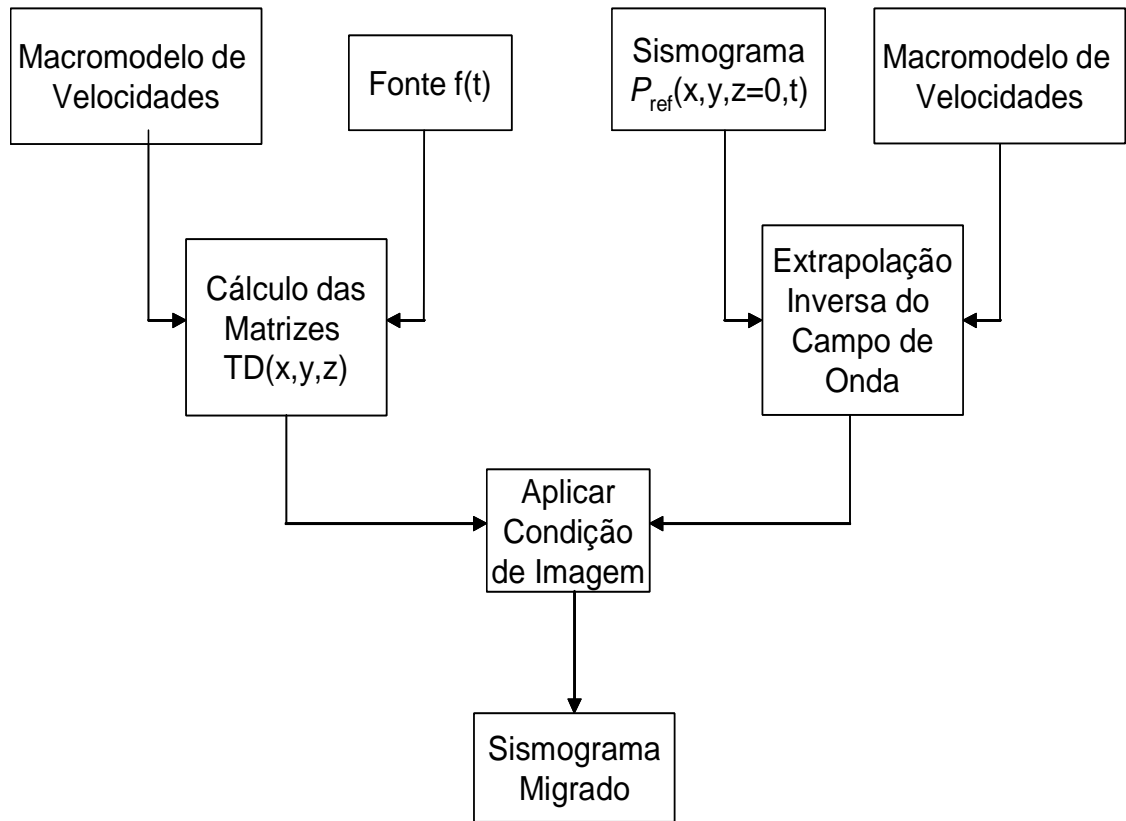 Macromodelo de
Velocidades
Fonte f(t)
Sismograma
P_ref(x,y,z=0,t)
Macromodelo de
Velocidades
Cálculo das
Matrizes
TD(x,y,z)
Extrapolação
Inversa do
Campo de
Onda
Aplicar
Condição
de Imagem
Sismograma
Migrado